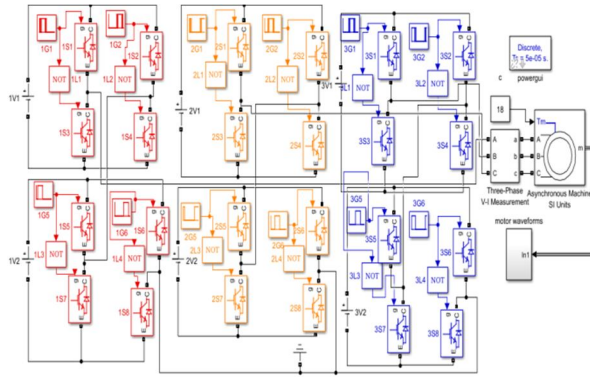 1G1
1S1
1G2
1S2
1L1
NOT
1L2
NOT
1V1
1S3
1S4
2G1
2S1
2G2
2S2
2L1
NOT
2L2
NOT
2V1
2S3
2S4
3G1
3S1
3G2
3S2
3V1
3L1
NOT
3L2
NOT
3S3
3S4
Discrete,
5e-05 s.
powergui
c
18
Tm
m
A a
B b
C c
A
B
C
Three-Phase
V-I Measurement
Asynchronous Machine
SI Units
motor waveforms
In1
1G5
1S5
1G6
1S6
1L3
NOT
1L4
NOT
1V2
1S7
1S8
2G5
2S5
2S6
2L3
NOT
2L4
NOT
2V2
2S7
2S8
3G5
3S5
3G6
3S6
3L3
NOT
3L4
NOT
3V2
3S7
3S8